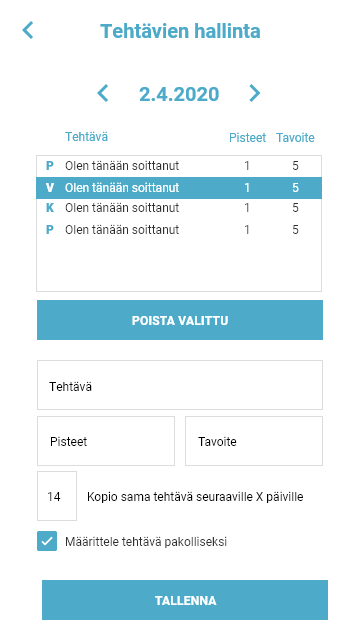 Tehtävien hallinta
2.4.2020
Tehtävä Pisteet Tavoite
P Olen tänään soittanut 1 5
V Olen tänään soittanut 1 5
K Olen tänään soittanut 1 5
P Olen tänään soittanut 1 5
POISTA VALITTU
Tehtävä
Pisteet Tavoite
14 Kopio sama tehtävä seuraaville X päiville
Määrittele tehtävä pakolliseksi
TALLENNA